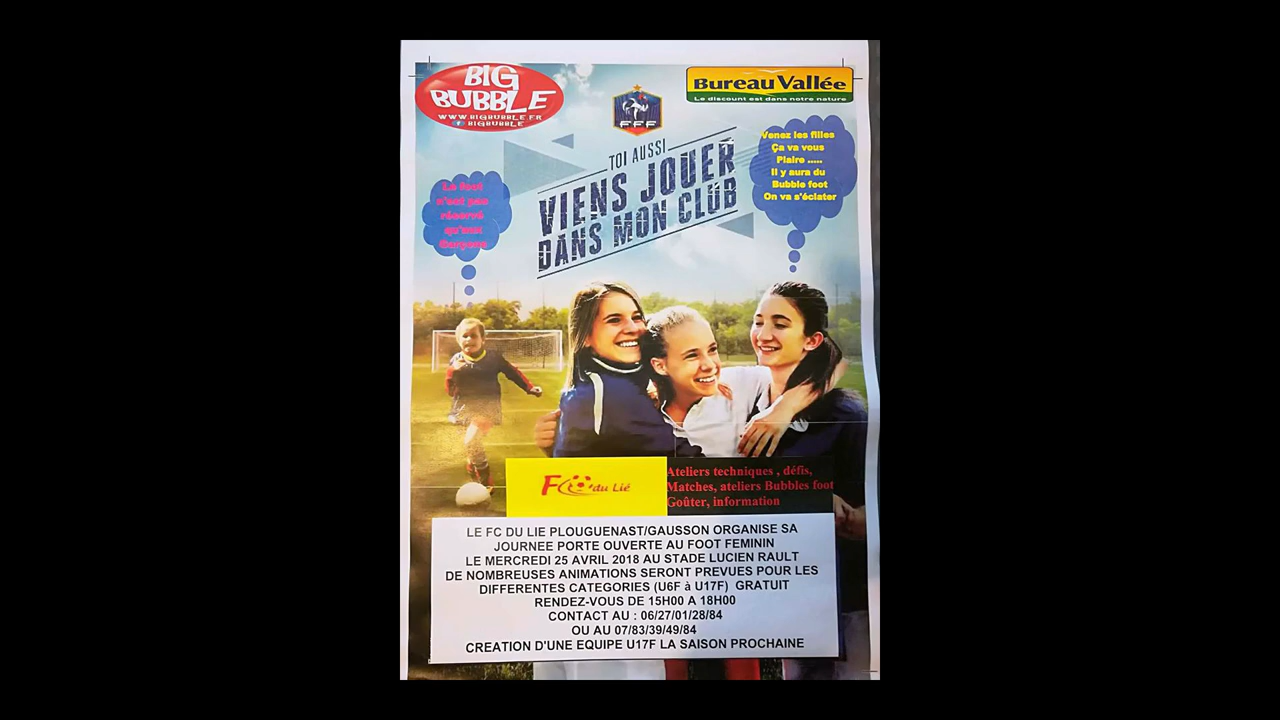 BIG
BUBBLE
WWW.BIGBUBBLE.FR
BIGBUBBLE
Bureau Vallée
Le discount est dans notre nature
FFF
TOI AUSSI
VIENS JOUER
DANS MON CLUB
Le foot
n'est pas
réservé
qu'aux
Garçons
Venez les filles
Ça va vous
Plaire .....
Il y aura du
Bubble foot
On va s'éclater
FC du Lié
Ateliers techniques , défis,
Matches, ateliers Bubbles foot
Goûter, information
LE FC DU LIE PLOUGUENAST/GAUSSON ORGANISE SA
JOURNEE PORTE OUVERTE AU FOOT FEMININ
LE MERCREDI 25 AVRIL 2018 AU STADE LUCIEN RAULT
DE NOMBREUSES ANIMATIONS SERONT PREVUES POUR LES
DIFFERENTES CATEGORIES (U6F à U17F) GRATUIT
RENDEZ-VOUS DE 15H00 A 18H00
CONTACT AU : 06/27/01/28/84
OU AU 07/83/39/49/84
CREATION D'UNE EQUIPE U17F LA SAISON PROCHAINE